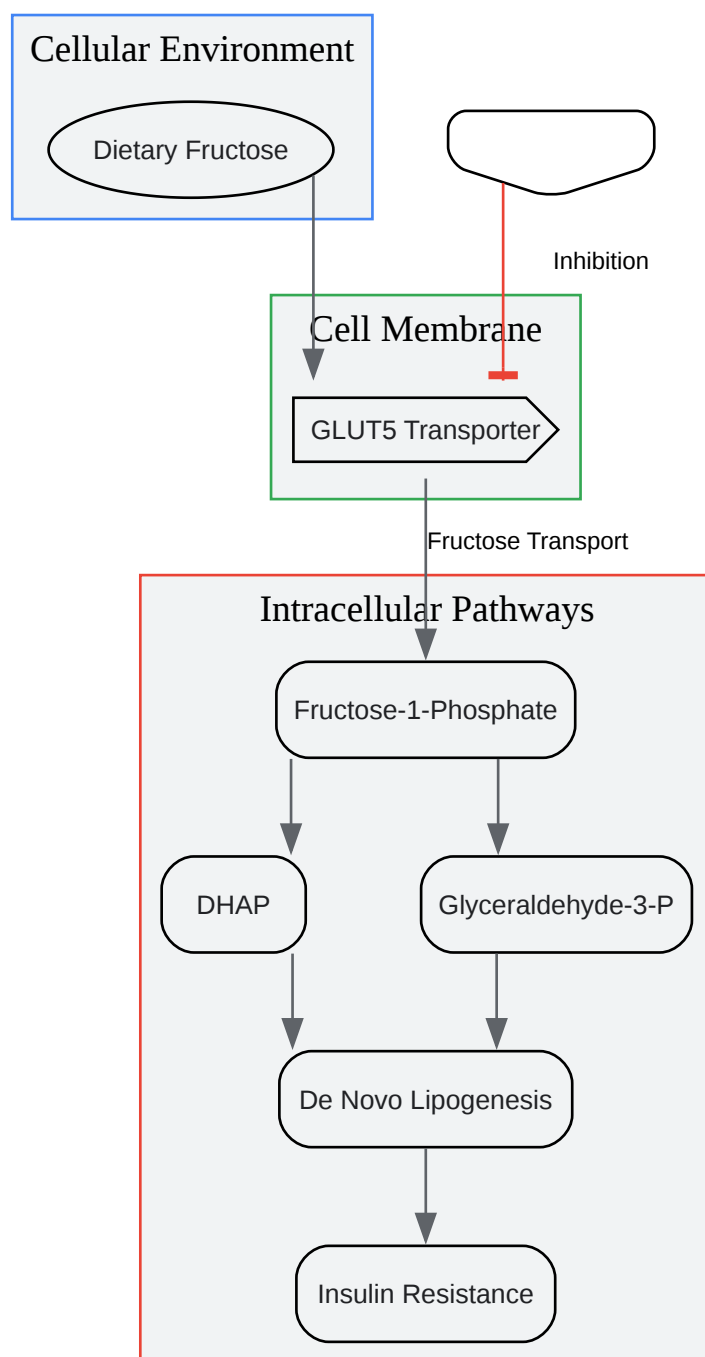 Cellular Environment
Dietary Fructose
Inhibition
Cell Membrane
GLUT5 Transporter
Fructose Transport
Intracellular Pathways
Fructose-1-Phosphate
DHAP
Glyceraldehyde-3-P
De Novo Lipogenesis
Insulin Resistance